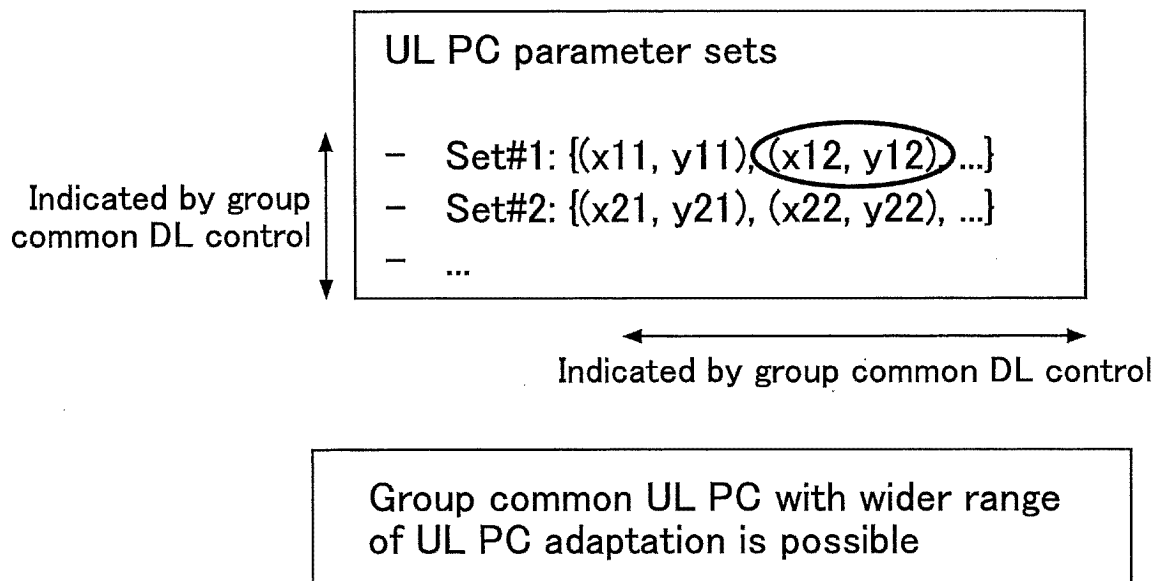 UL PC parameter sets
– Set#1: {(x11, y11), (x12, y12), ...}
– Set#2: {(x21, y21), (x22, y22), ...}
– ...
Indicated by group
common DL control
Indicated by group common DL control
Group common UL PC with wider range
of UL PC adaptation is possible